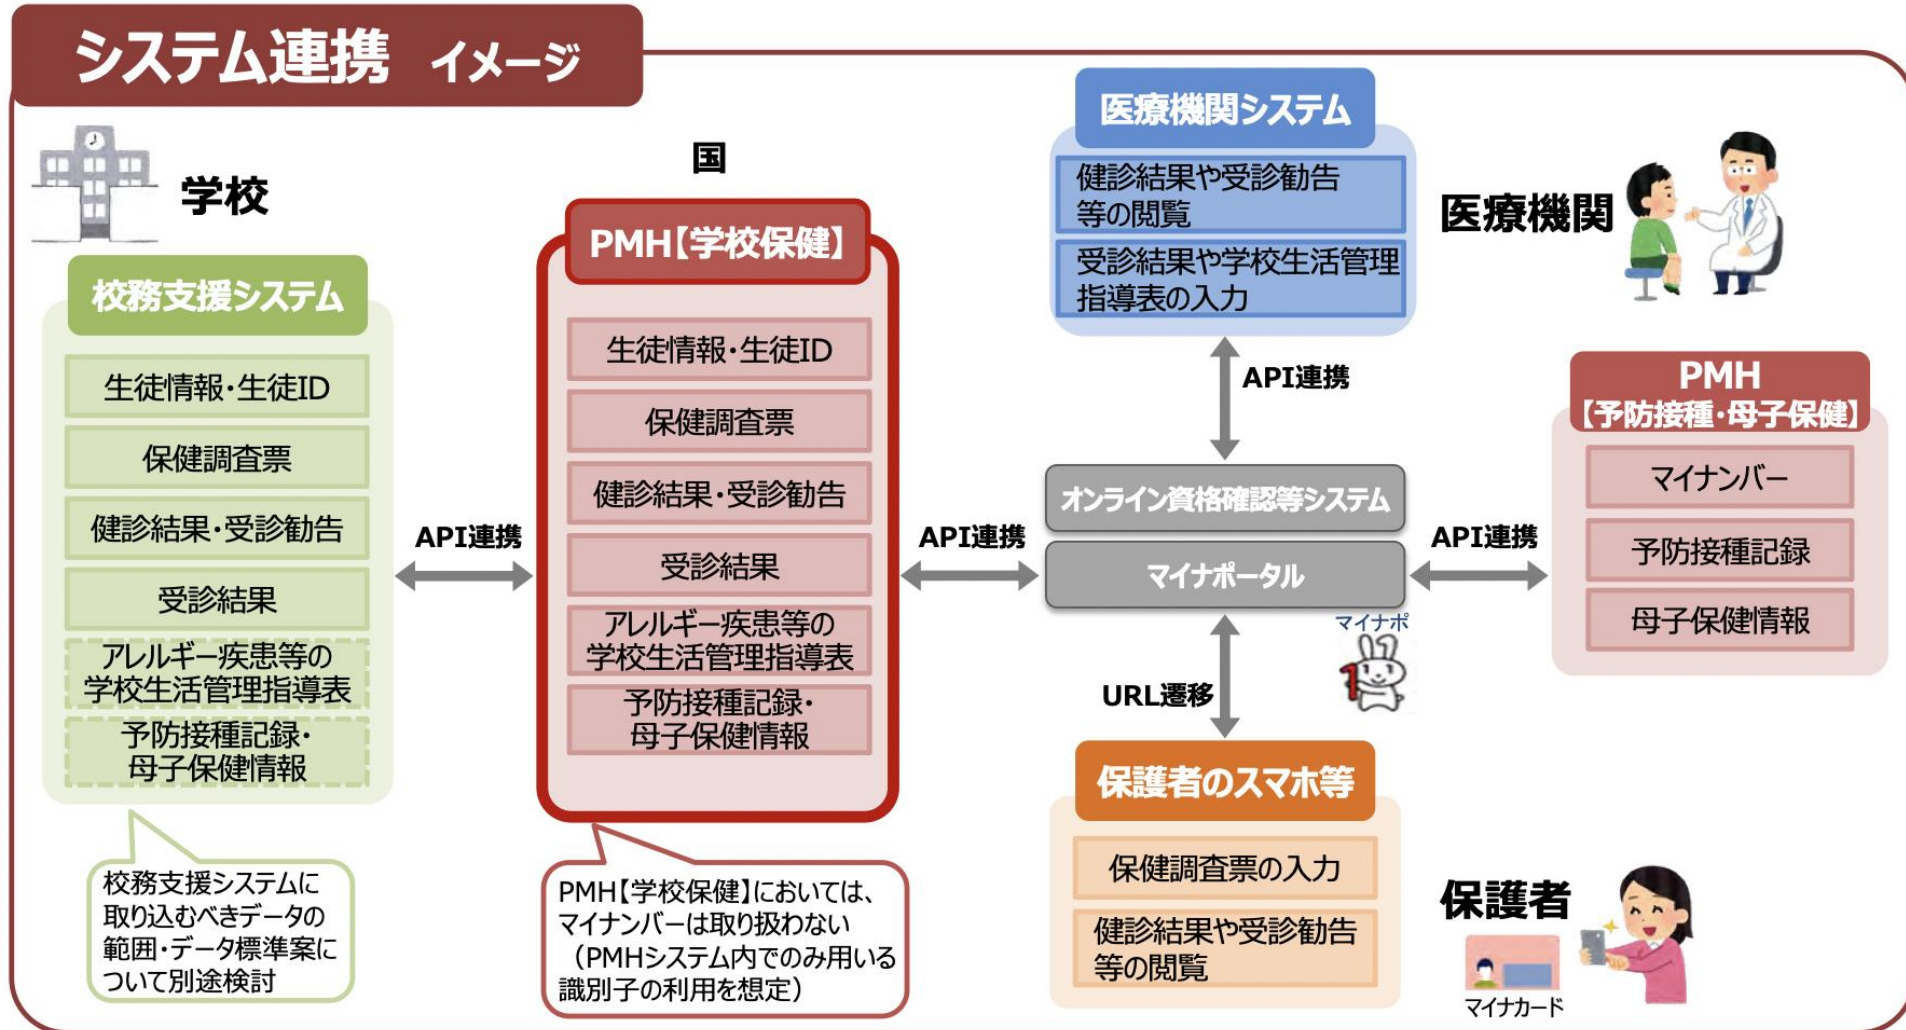 システム連携 イメージ
学校
校務支援システム
生徒情報・生徒ID
保健調査票
健診結果・受診勧告
受診結果
アレルギー疾患等の
学校生活管理指導表
予防接種記録・
母子保健情報
校務支援システムに
取り込むべきデータの
範囲・データ標準案に
ついて別途検討
API連携
国
PMH【学校保健】
生徒情報・生徒ID
保健調査票
健診結果・受診勧告
受診結果
アレルギー疾患等の
学校生活管理指導表
予防接種記録・
母子保健情報
PMH【学校保健】においては、
マイナンバーは取り扱わない
（PMHシステム内でのみ用いる
識別子の利用を想定）
API連携
医療機関システム
健診結果や受診勧告
等の閲覧
受診結果や学校生活管理
指導表の入力
医療機関
API連携
オンライン資格確認等システム
マイナポータル
マイナポ
URL遷移
保護者のスマホ等
保健調査票の入力
健診結果や受診勧告
等の閲覧
保護者
マイナカード
API連携
PMH
【予防接種・母子保健】
マイナンバー
予防接種記録
母子保健情報